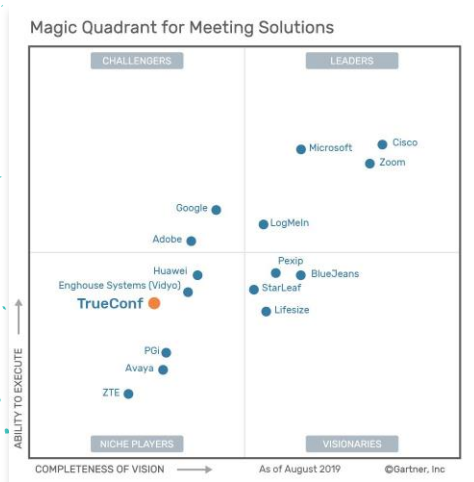 Magic Quadrant for Meeting Solutions
CHALLENGERS
LEADERS
Microsoft
Cisco
Zoom
Google
LogMeIn
Adobe
Huawei
Pexip
BlueJeans
Enghouse Systems (Vidyo)
StarLeaf
TrueConf
Lifesize
PGi
Avaya
ZTE
NICHE PLAYERS
VISIONARIES
ABILITY TO EXECUTE
COMPLETENESS OF VISION
As of August 2019
©Gartner, Inc